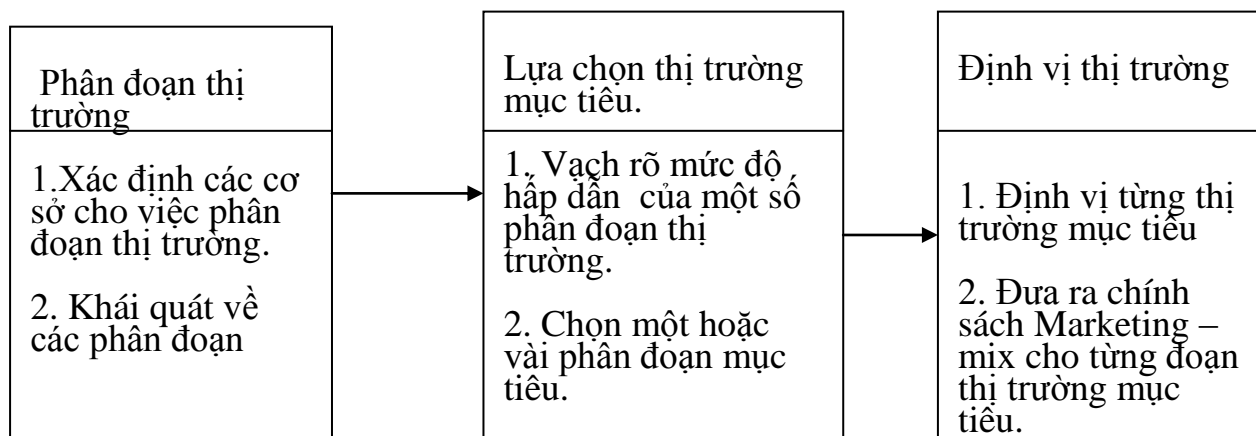 Phân đoạn thị
trường
1.Xác định các cơ
sở cho việc phân
đoạn thị trường.
2. Khái quát về
các phân đoạn
Lựa chọn thị trường
mục tiêu.
1. Vạch rõ mức độ
hấp dẫn của một số
phân đoạn thị
trường.
2. Chọn một hoặc
vài phân đoạn mục
tiêu.
Định vị thị trường
1. Định vị từng thị
trường mục tiêu
2. Đưa ra chính
sách Marketing –
mix cho từng đoạn
thị trường mục
tiêu.